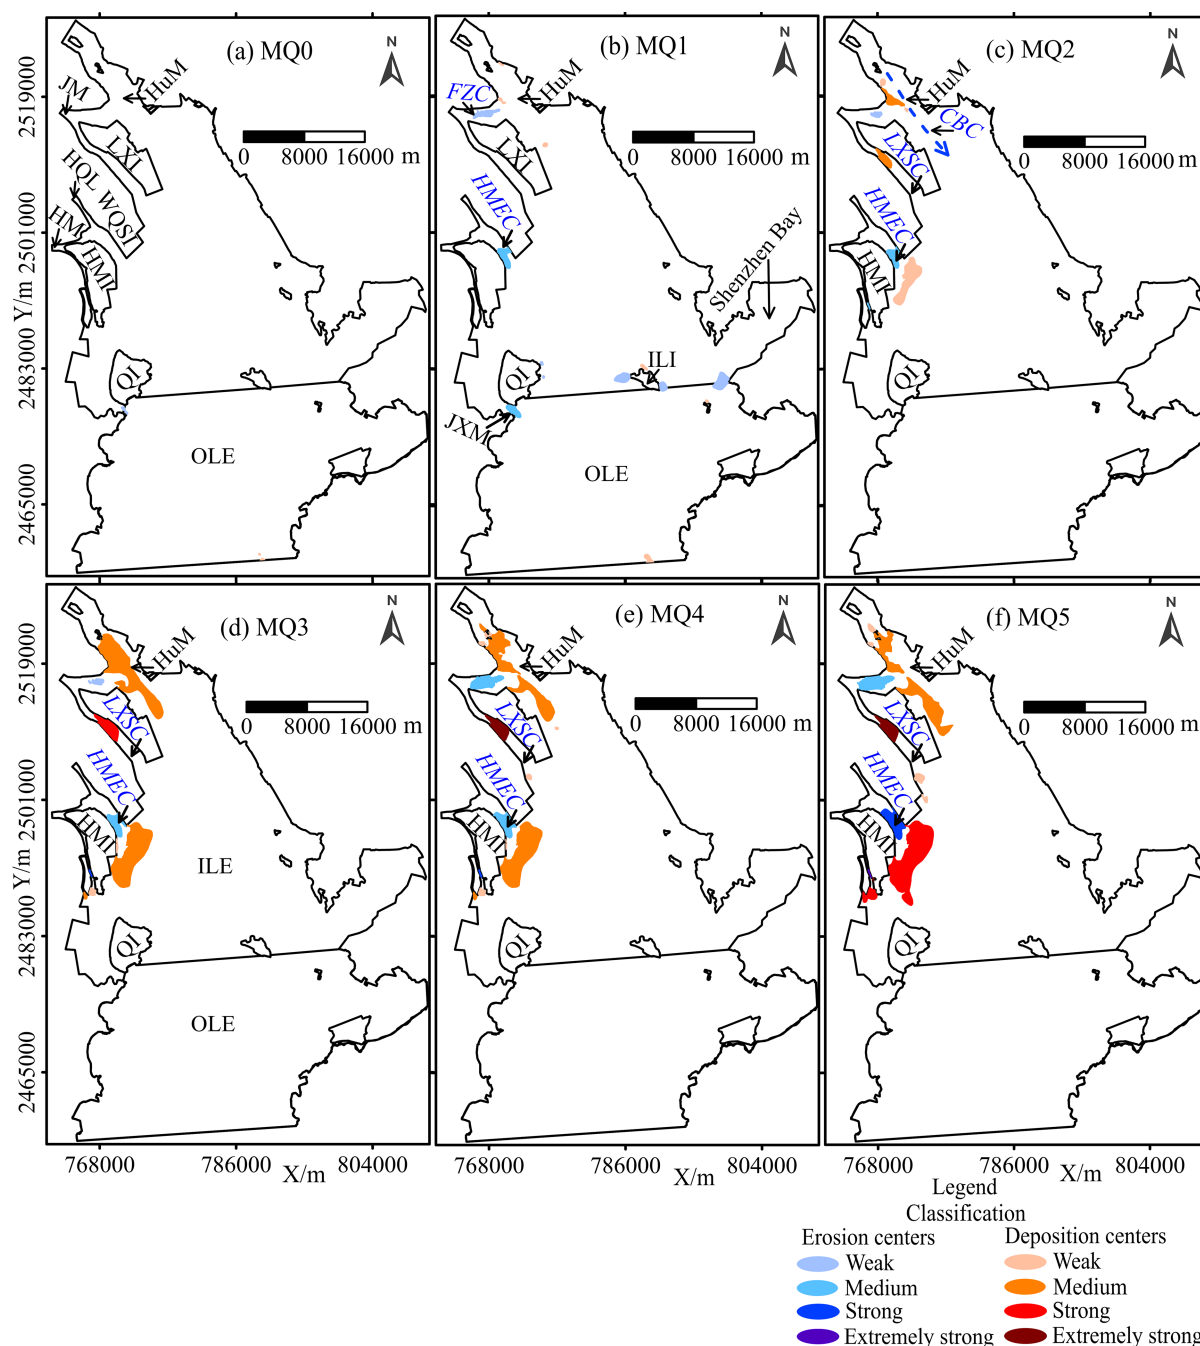 (a) MQ0
N
JM
HuM
LXI
HQL WQSI
HM
HMI
QI
OLE
0 8000 16000 m
(b) MQ1
N
FZC
HuM
LXI
HMEC
Shenzhen Bay
ILI
QI
JXM
OLE
0 8000 16000 m
(c) MQ2
N
HuM
CBC
LXSC
HMEC
HMI
QI
0 8000 16000 m
2519000
2501000
Y/m
2483000
2465000
(d) MQ3
N
HuM
LXSC
HMEC
HMI
ILE
QI
OLE
0 8000 16000 m
(e) MQ4
N
HuM
LXSC
HMEC
HMI
QI
0 8000 16000 m
(f) MQ5
N
HuM
LXSC
HMEC
HMI
QI
0 8000 16000 m
2519000
2501000
Y/m
2483000
2465000
768000 786000 804000
X/m
768000 786000 804000
X/m
768000 786000 804000
X/m
Legend
Classification
Erosion centers Deposition centers
Weak Weak
Medium Medium
Strong Strong
Extremely strong Extremely strong